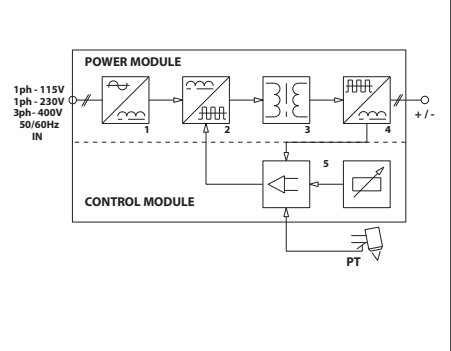 POWER MODULE
1ph - 115V
1ph - 230V
3ph- 400V
50/60Hz
IN
1
2
3
4
+ / -
5
CONTROL MODULE
PT